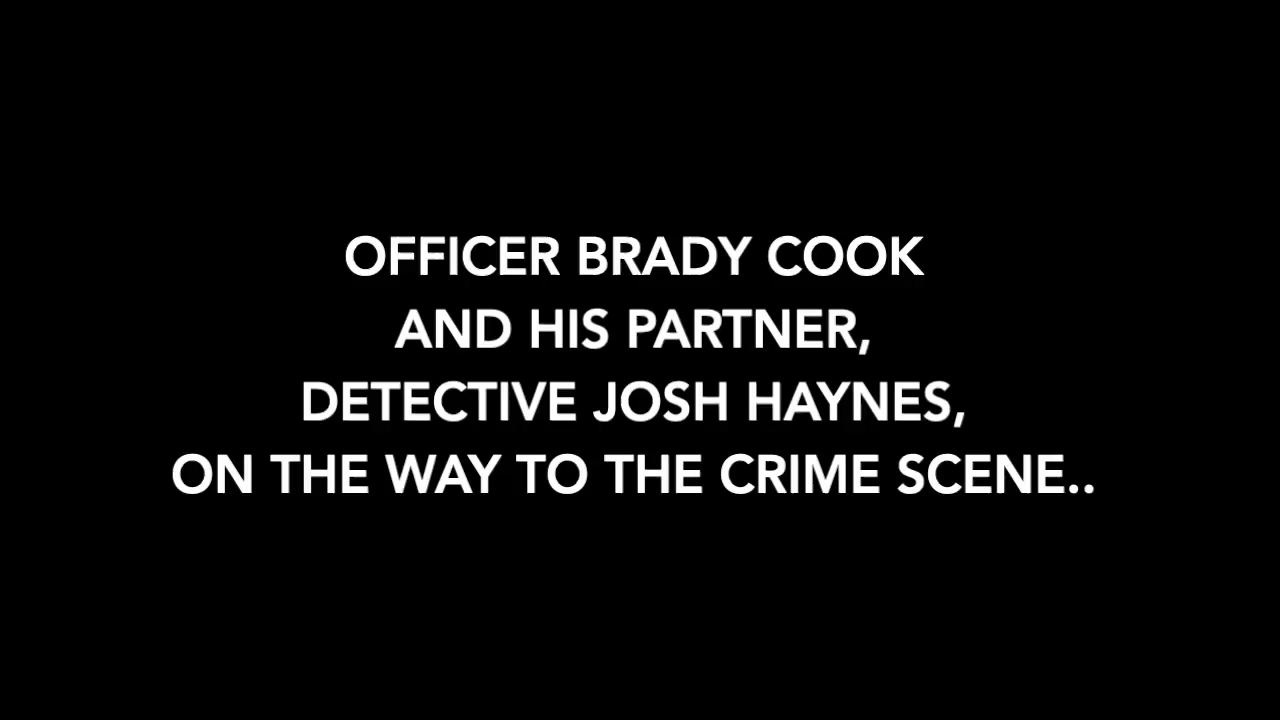 OFFICER BRADY COOK
AND HIS PARTNER,
DETECTIVE JOSH HAYNES,
ON THE WAY TO THE CRIME SCENE..